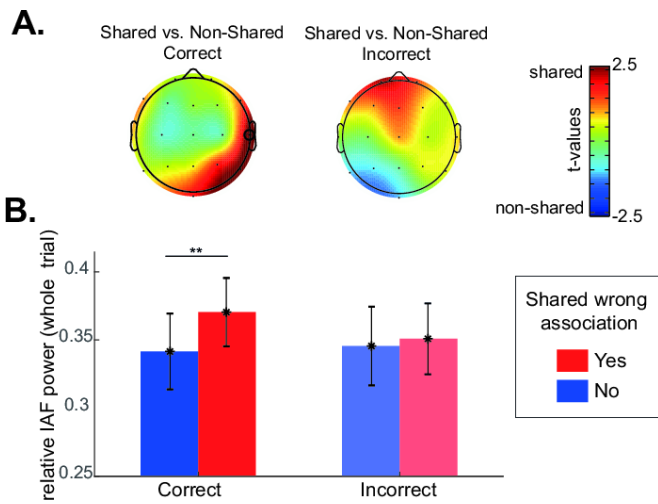 A.
Shared vs. Non-Shared
Correct
Shared vs. Non-Shared
Incorrect
shared
2.5
t-values
non-shared
-2.5
B.
relative IAF power (whole trial)
0.4
0.35
0.3
0.25
**
Correct
Incorrect
Shared wrong
association
Yes
No